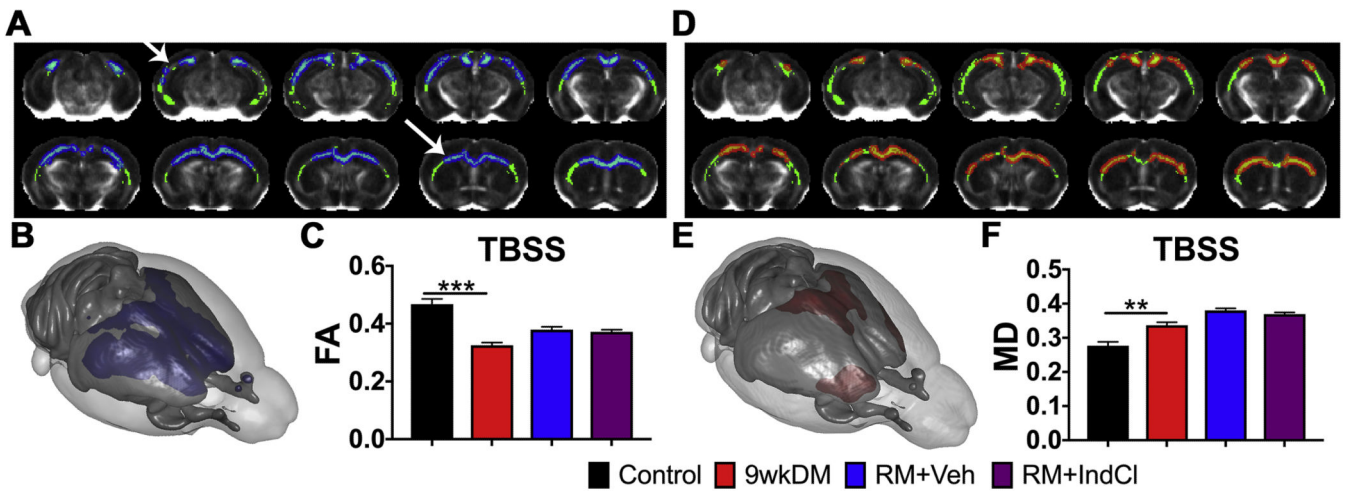 A
D
B
C
TBSS
FA
0.6
0.4
0.2
0.0
***
E
F
TBSS
MD
0.5
0.4
0.3
0.2
0.1
0.0
**
Control
9wkDM
RM+Veh
RM+IndCl